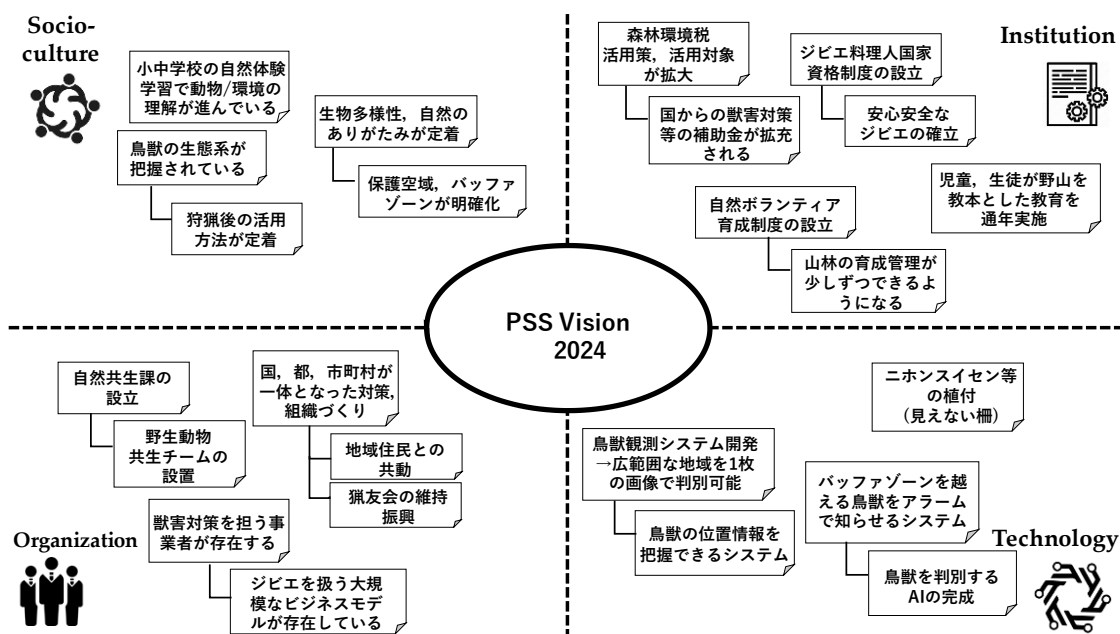 Socio-
culture
小中学校の自然体験
学習で動物/環境の
理解が進んでいる
鳥獣の生態系が
把握されている
狩猟後の活用
方法が定着
生物多様性，自然の
ありがたみが定着
保護空域，バッファ
ゾーンが明確化
Institution
森林環境税
活用策，活用対象
が拡大
国からの獣害対策
等の補助金が拡充
される
ジビエ料理人国家
資格制度の設立
安心安全な
ジビエの確立
児童，生徒が野山を
教本とした教育を
通年実施
自然ボランティア
育成制度の設立
山林の育成管理が
少しずつできるよ
うになる
PSS Vision
2024
自然共生課の
設立
野生動物
共生チームの
設置
国，都，市町村が
一体となった対策,
組織づくり
地域住民との
共動
猟友会の維持
振興
獣害対策を担う事
業者が存在する
ジビエを扱う大規
模なビジネスモデ
ルが存在している
Organization
ニホンスイセン等
の植付
（見えない柵）
鳥獣観測システム開発
→広範囲な地域を1枚
の画像で判別可能
鳥獣の位置情報を
把握できるシステム
バッファゾーンを越
える鳥獣をアラーム
で知らせるシステム
鳥獣を判別する
AIの完成
Technology